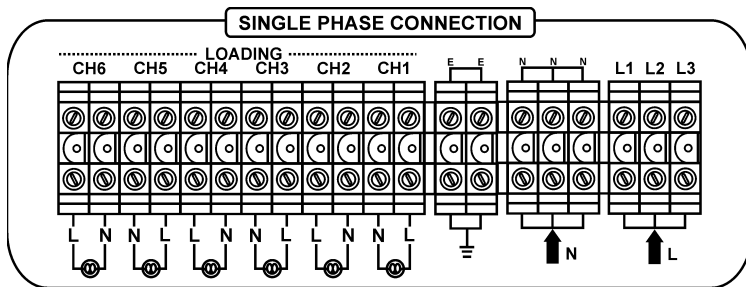 SINGLE PHASE CONNECTION
LOADING
CH6 CH5 CH4 CH3 CH2 CH1 E E N N N L1 L2 L3
L N N L L N N L L N N L N L